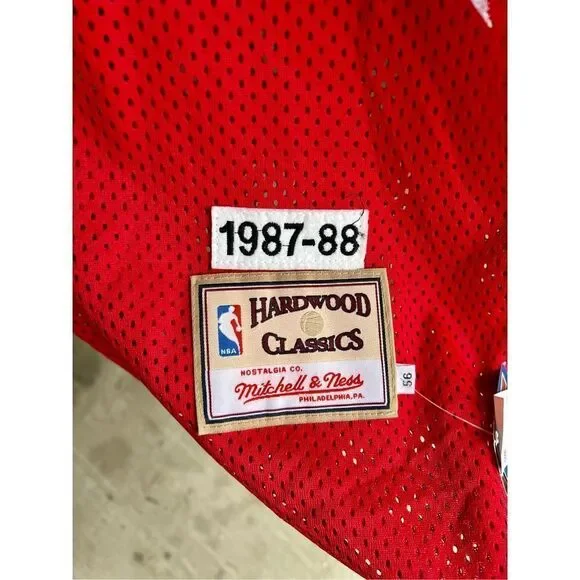 1987-88
HARDWOOD
CLASSICS
NBA
NOSTALGIA CO.
Mitchell & Ness
PHILADELPHIA, PA.
56